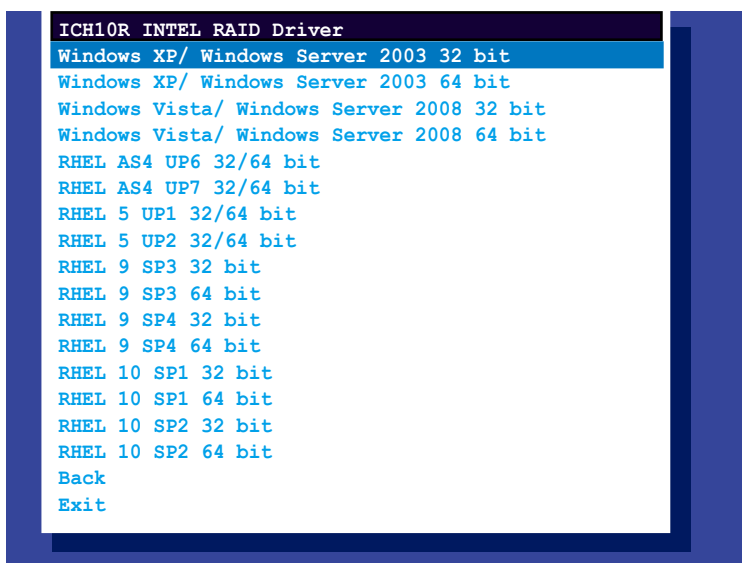 ICH10R INTEL RAID Driver
Windows XP/ Windows Server 2003 32 bit
Windows XP/ Windows Server 2003 64 bit
Windows Vista/ Windows Server 2008 32 bit
Windows Vista/ Windows Server 2008 64 bit
RHEL AS4 UP6 32/64 bit
RHEL AS4 UP7 32/64 bit
RHEL 5 UP1 32/64 bit
RHEL 5 UP2 32/64 bit
RHEL 9 SP3 32 bit
RHEL 9 SP3 64 bit
RHEL 9 SP4 32 bit
RHEL 9 SP4 64 bit
RHEL 10 SP1 32 bit
RHEL 10 SP1 64 bit
RHEL 10 SP2 32 bit
RHEL 10 SP2 64 bit
Back
Exit